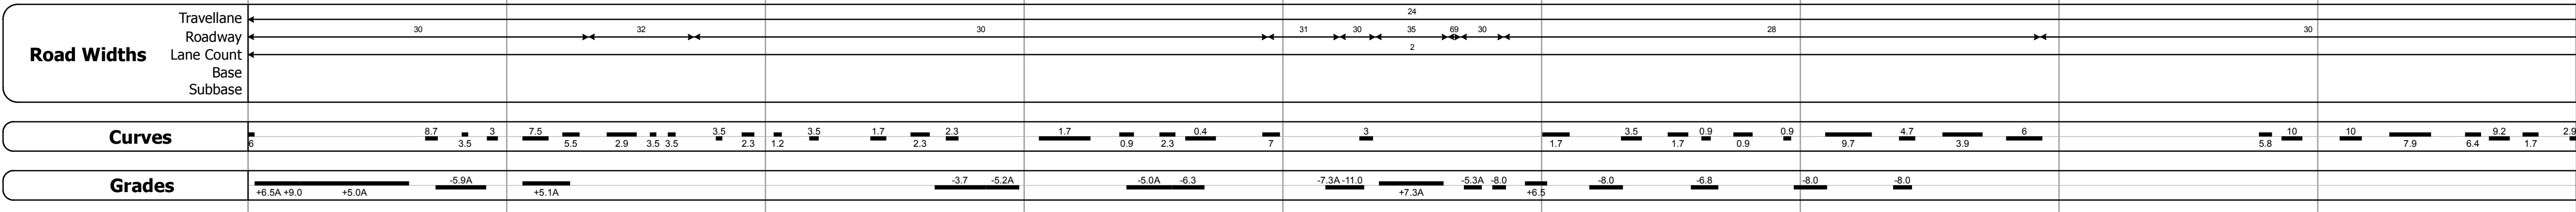 24
Travellane
30 32 30 31 30 35 69 30 28 30
Roadway
2
Lane Count
Road Widths
Base
Subbase
8.7 3 7.5 3.5 3.5 1.7 2.3 1.7 0.4 3 3.5 0.9 0.9 4.7 6 10 10 9.2 2.9
Curves
6 3.5 5.5 2.9 3.5 3.5 2.3 1.2 2.3 0.9 2.3 7 1.7 1.7 0.9 9.7 3.9 5.8 7.9 6.4 1.7
-5.9A -3.7 -5.2A -5.0A -6.3 -7.3A -11.0 -5.3A -8.0 -8.0 -6.8 -8.0 -8.0
Grades
+6.5A +9.0 +5.0A +5.1A +7.3A +6.5